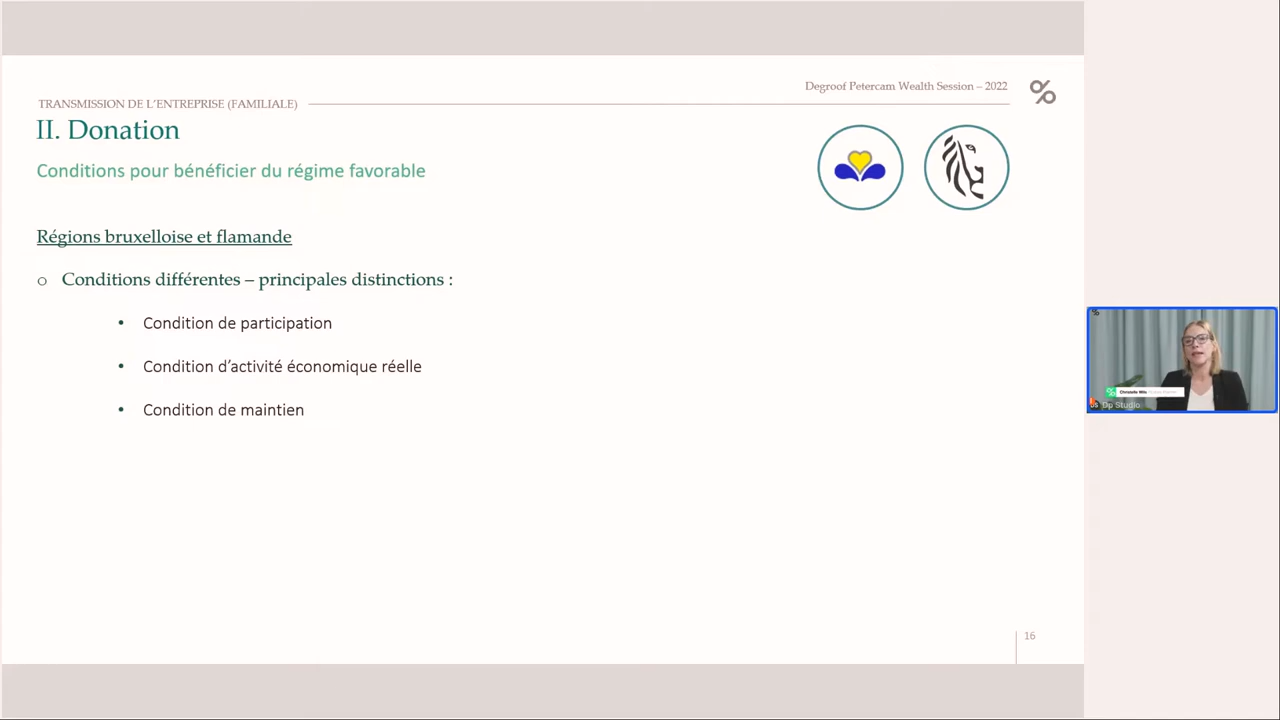 Degroof Petercam Wealth Session – 2022
TRANSMISSION DE L'ENTREPRISE (FAMILIALE)
II. Donation
Conditions pour bénéficier du régime favorable
Régions bruxelloise et flamande
o Conditions différentes – principales distinctions :
• Condition de participation
• Condition d'activité économique réelle
• Condition de maintien
Dp Studio
16